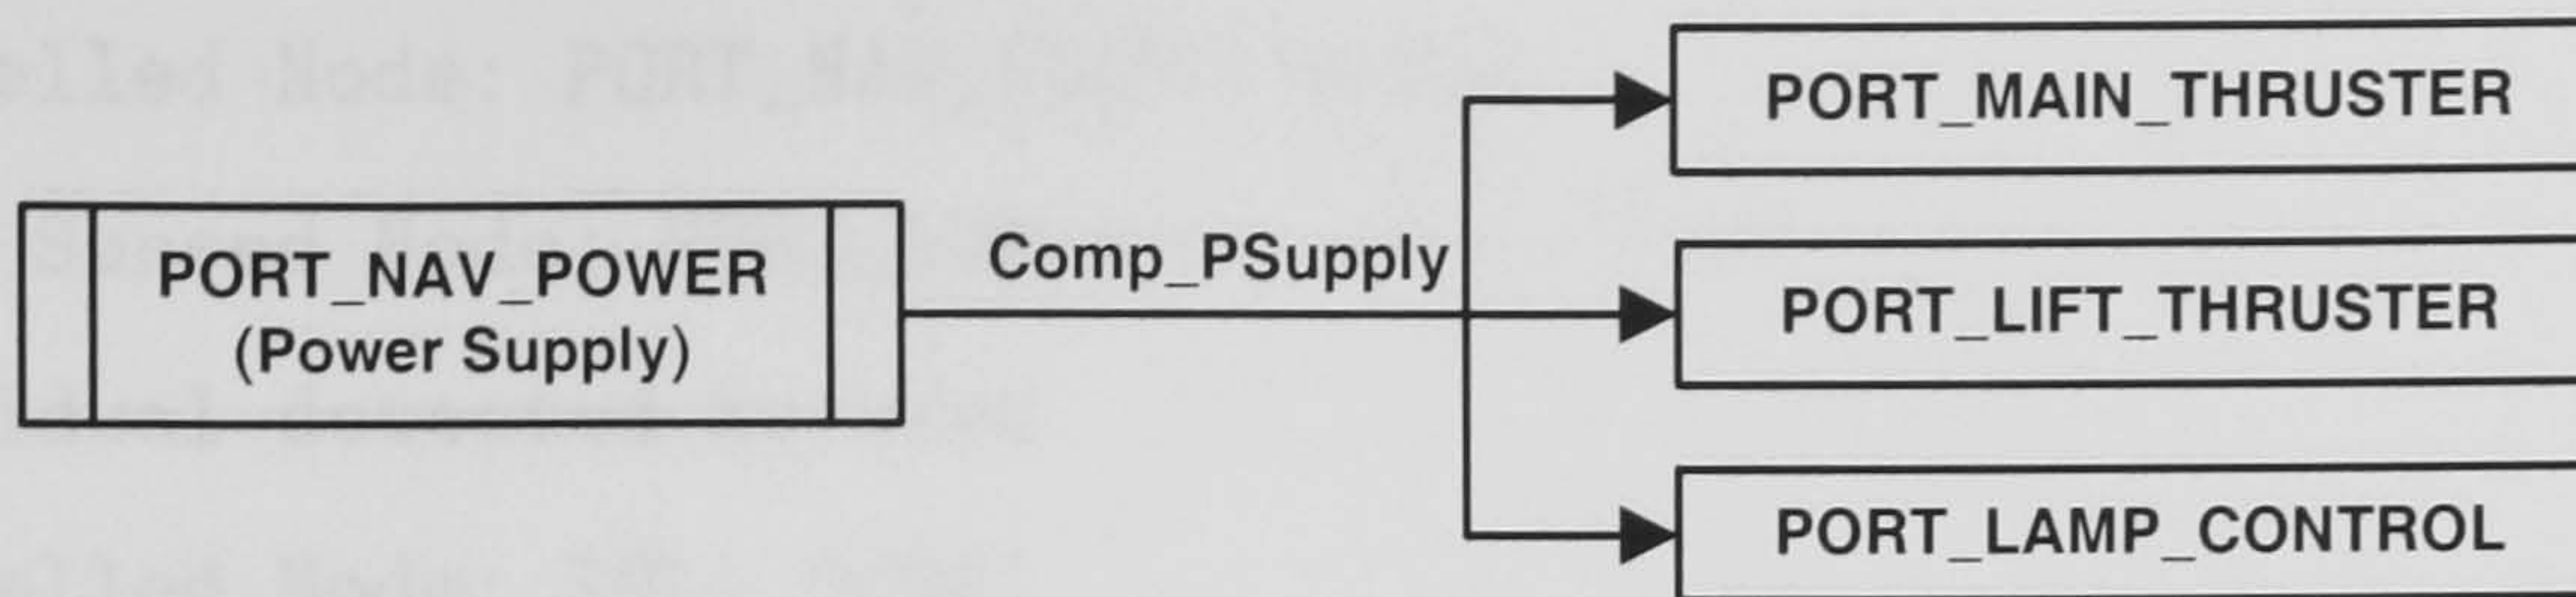 PORT_MAIN_THRUSTER
PORT_NAV_POWER
(Power Supply)
Comp_PSupply
PORT_LIFT_THRUSTER
PORT_LAMP_CONTROL